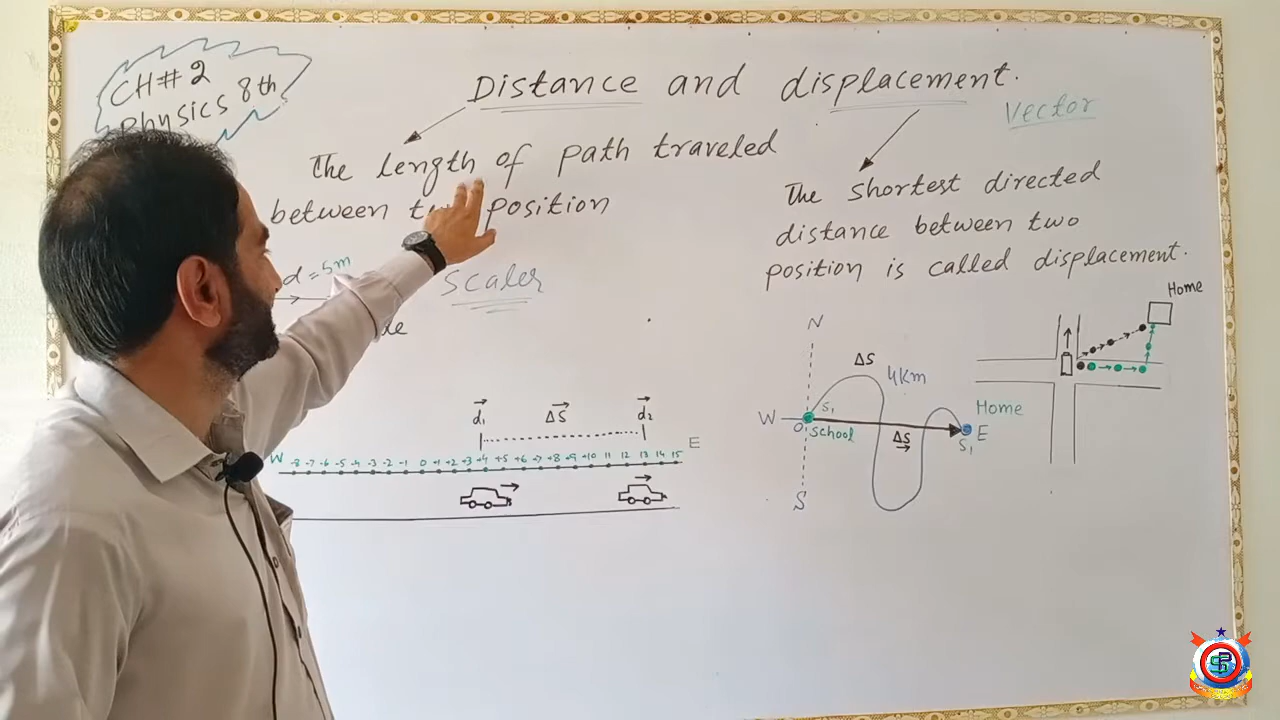 CH#2
Physics 8th
Distance and displacement.
Vector
The length of path traveled
between two position
d = 5m
Scaler
The shortest directed
distance between two
position is called displacement.
Home
N
ΔS
4Km
W
S1
O
School
ΔS
Home
S1
E
S
d1
ΔS
d2
W
E
-8 -7 -6 -5 -4 -3 -2 -1 0 +1 +2 +3 +4 +5 +6 +7 +8 +9 +10 11 12 13 14 15